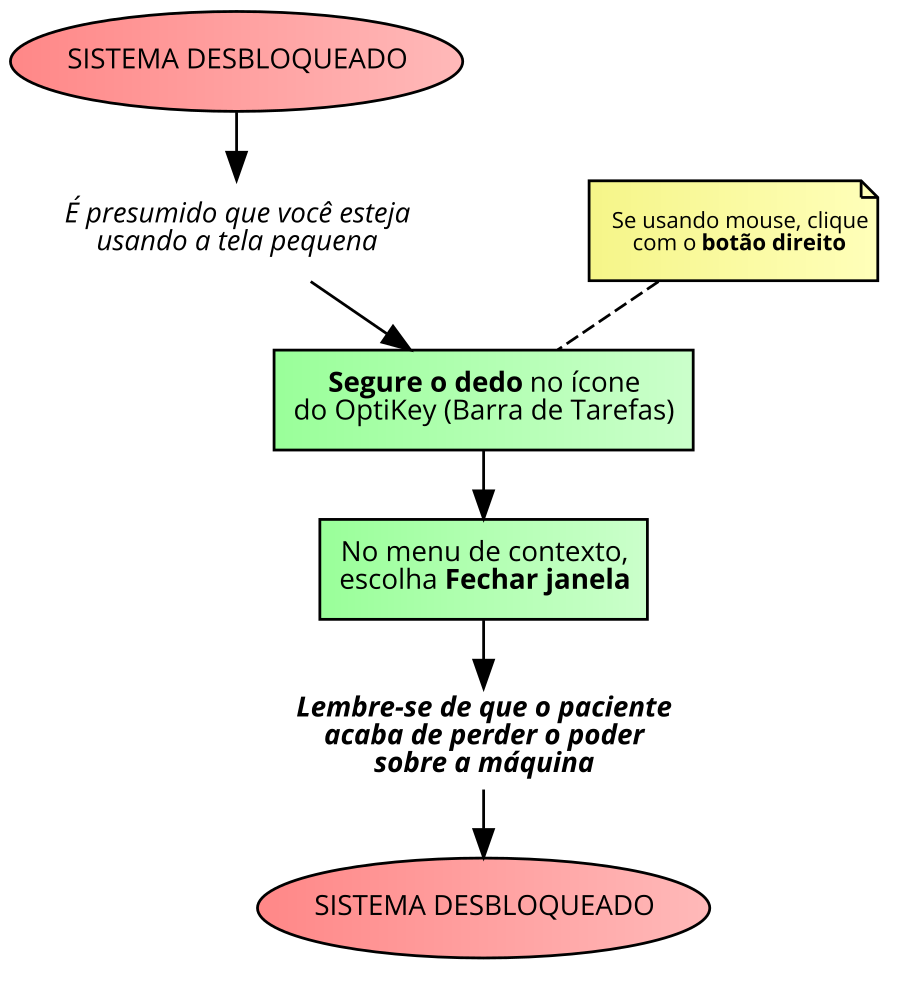 SISTEMA DESBLOQUEADO
É presumido que você esteja
usando a tela pequena
Se usando mouse, clique
com o botão direito
Segure o dedo no ícone
do OptiKey (Barra de Tarefas)
No menu de contexto,
escolha Fechar janela
Lembre-se de que o paciente
acaba de perder o poder
sobre a máquina
SISTEMA DESBLOQUEADO